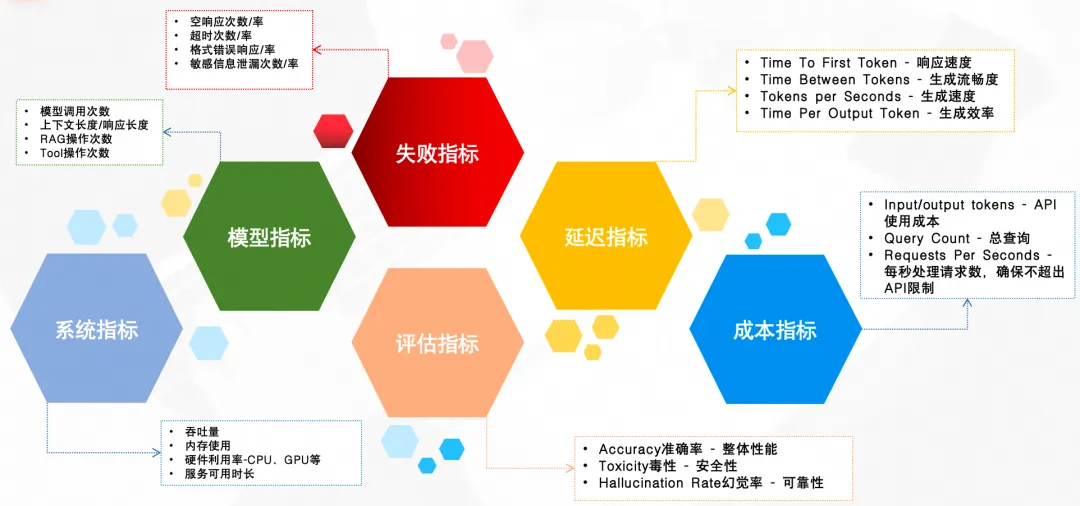 • 空响应次数/率
• 超时次数/率
• 格式错误响应/率
• 敏感信息泄漏次数/率
失败指标
• 模型调用次数
• 上下文长度/响应长度
• RAG操作次数
• Tool操作次数
模型指标
• Time To First Token - 响应速度
• Time Between Tokens - 生成流畅度
• Tokens per Seconds - 生成速度
• Time Per Output Token - 生成效率
延迟指标
• Input/output tokens - API
使用成本
• Query Count - 总查询
• Requests Per Seconds -
每秒处理请求数，确保不超出
API限制
成本指标
系统指标
• 吞吐量
• 内存使用
• 硬件利用率-CPU、GPU等
• 服务可用时长
评估指标
• Accuracy准确率 - 整体性能
• Toxicity毒性 - 安全性
• Hallucination Rate幻觉率 - 可靠性